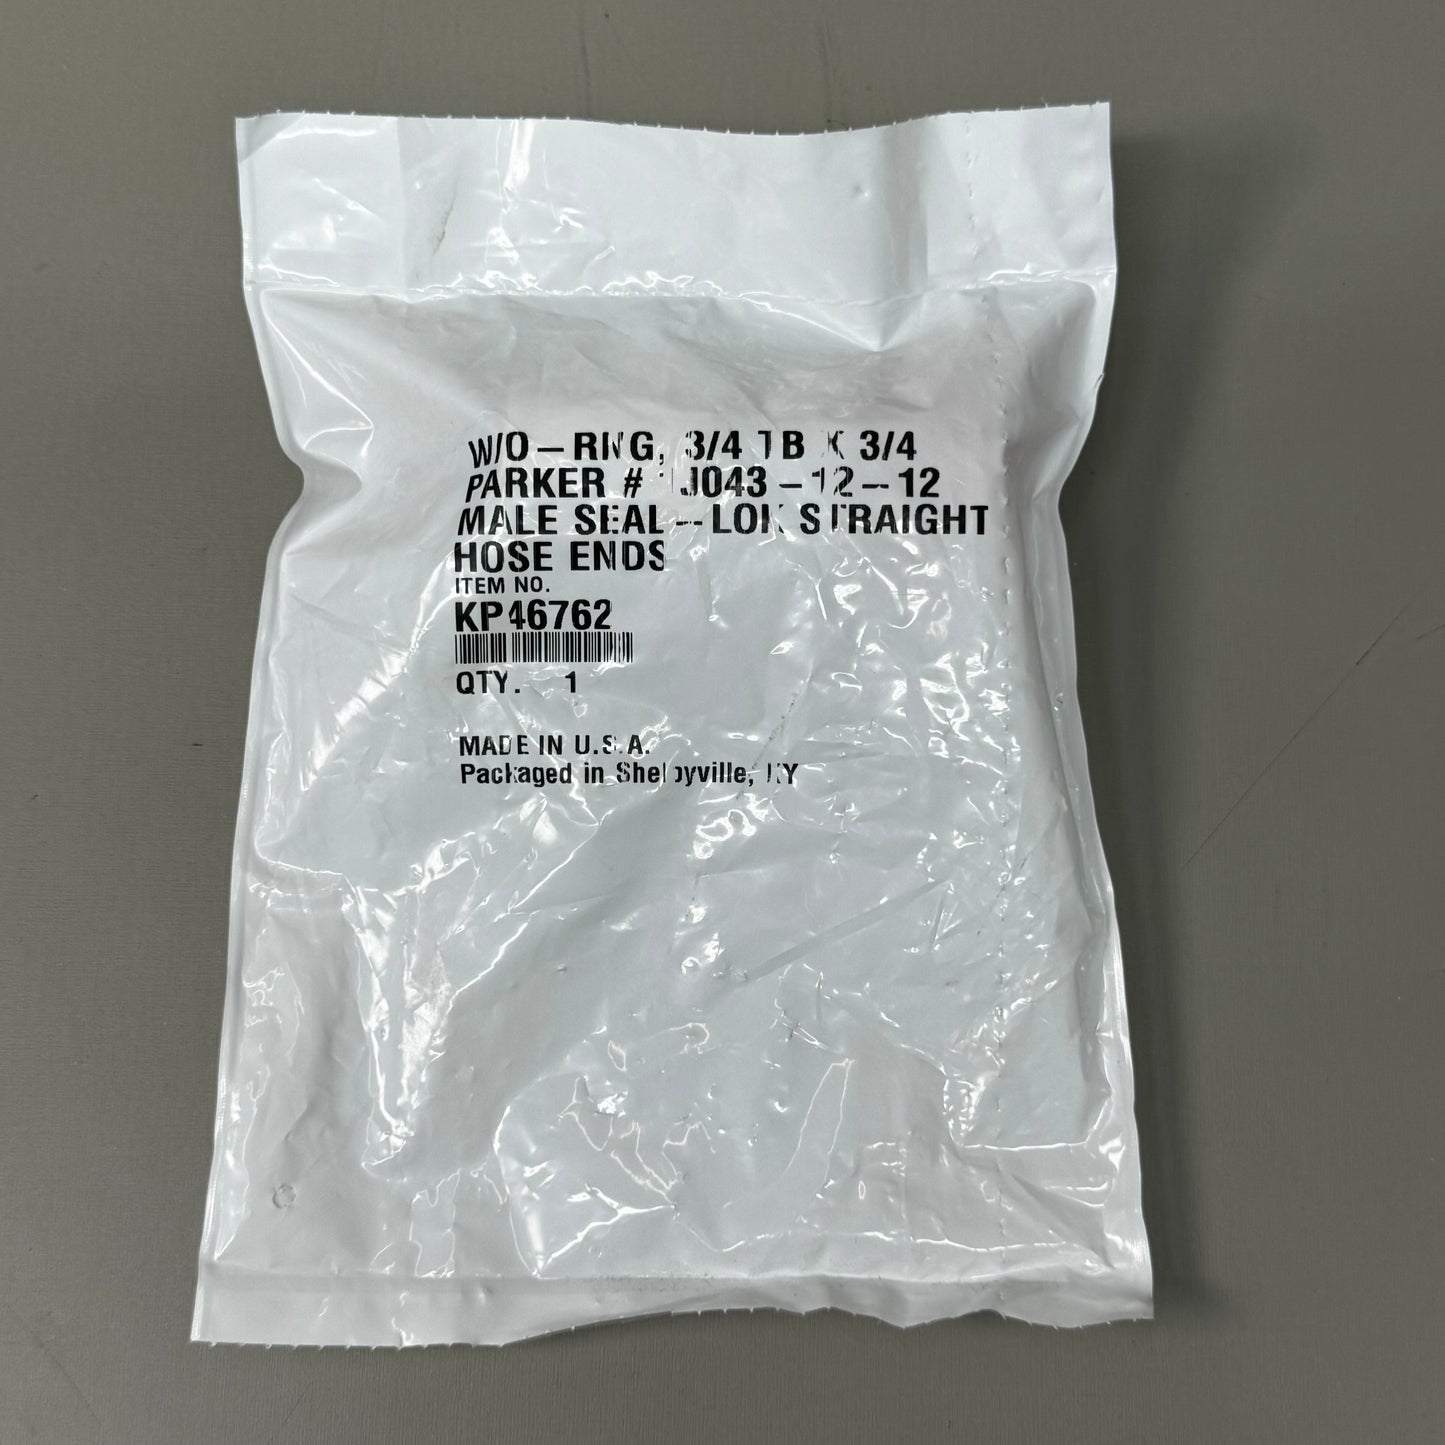 W/O-RING, 3/4 TB X 3/4
PARKER # 1J043-12-12
MALE SEAL-LOK STRAIGHT
HOSE ENDS
ITEM NO.
KP46762
QTY. 1
MADE IN U.S.A.
Packaged in Shelbyville, KY